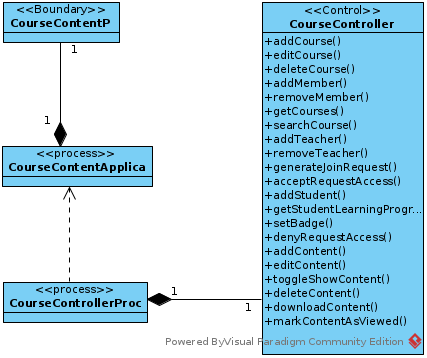 <<Boundary>>
CourseContentP
1
1
<<process>>
CourseContentApplica
<<process>>
CourseControllerProc
1
1
<<Control>>
CourseController
+addCourse()
+editCourse()
+deleteCourse()
+addMember()
+removeMember()
+getCourses()
+searchCourse()
+addTeacher()
+removeTeacher()
+generateJoinRequest()
+acceptRequestAccess()
+addStudent()
+getStudentLearningProgr...
+setBadge()
+denyRequestAccess()
+addContent()
+editContent()
+toggleShowContent()
+deleteContent()
+downloadContent()
+markContentAsViewed()
Powered ByVisual Paradigm Community Edition